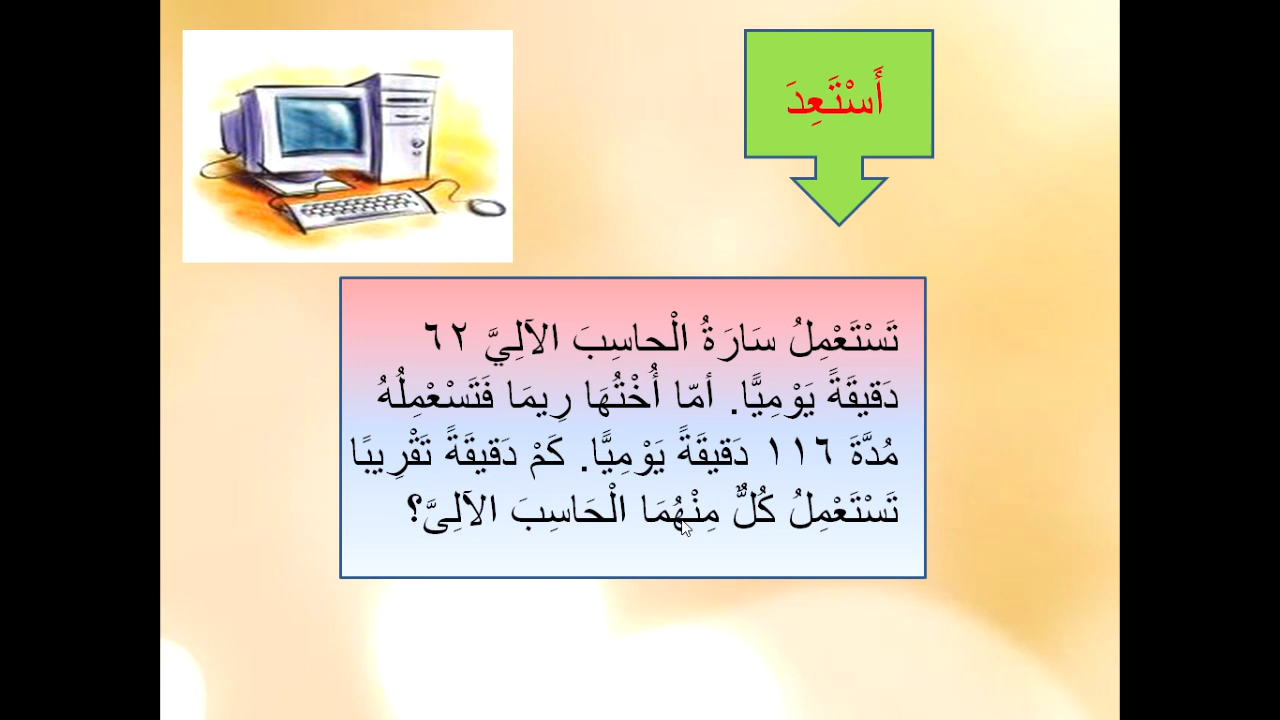 أَسْتَعِدَ
تَسْتَعْمِلُ سَارَةُ الْحاسِبَ الآلِيَّ ٦٢
دَقيقَةً يَوْمِيًّا. أمّا أُخْتُهَا رِيمَا فَتَسْعْمِلُهُ
مُدَّةَ ١١٦ دَقيقَةً يَوْمِيًّا. كَمْ دَقيقَةً تَقْرِيبًا
تَسْتَعْمِلُ كُلٌّ مِنْهُمَا الْحَاسِبَ الآلِىَّ؟